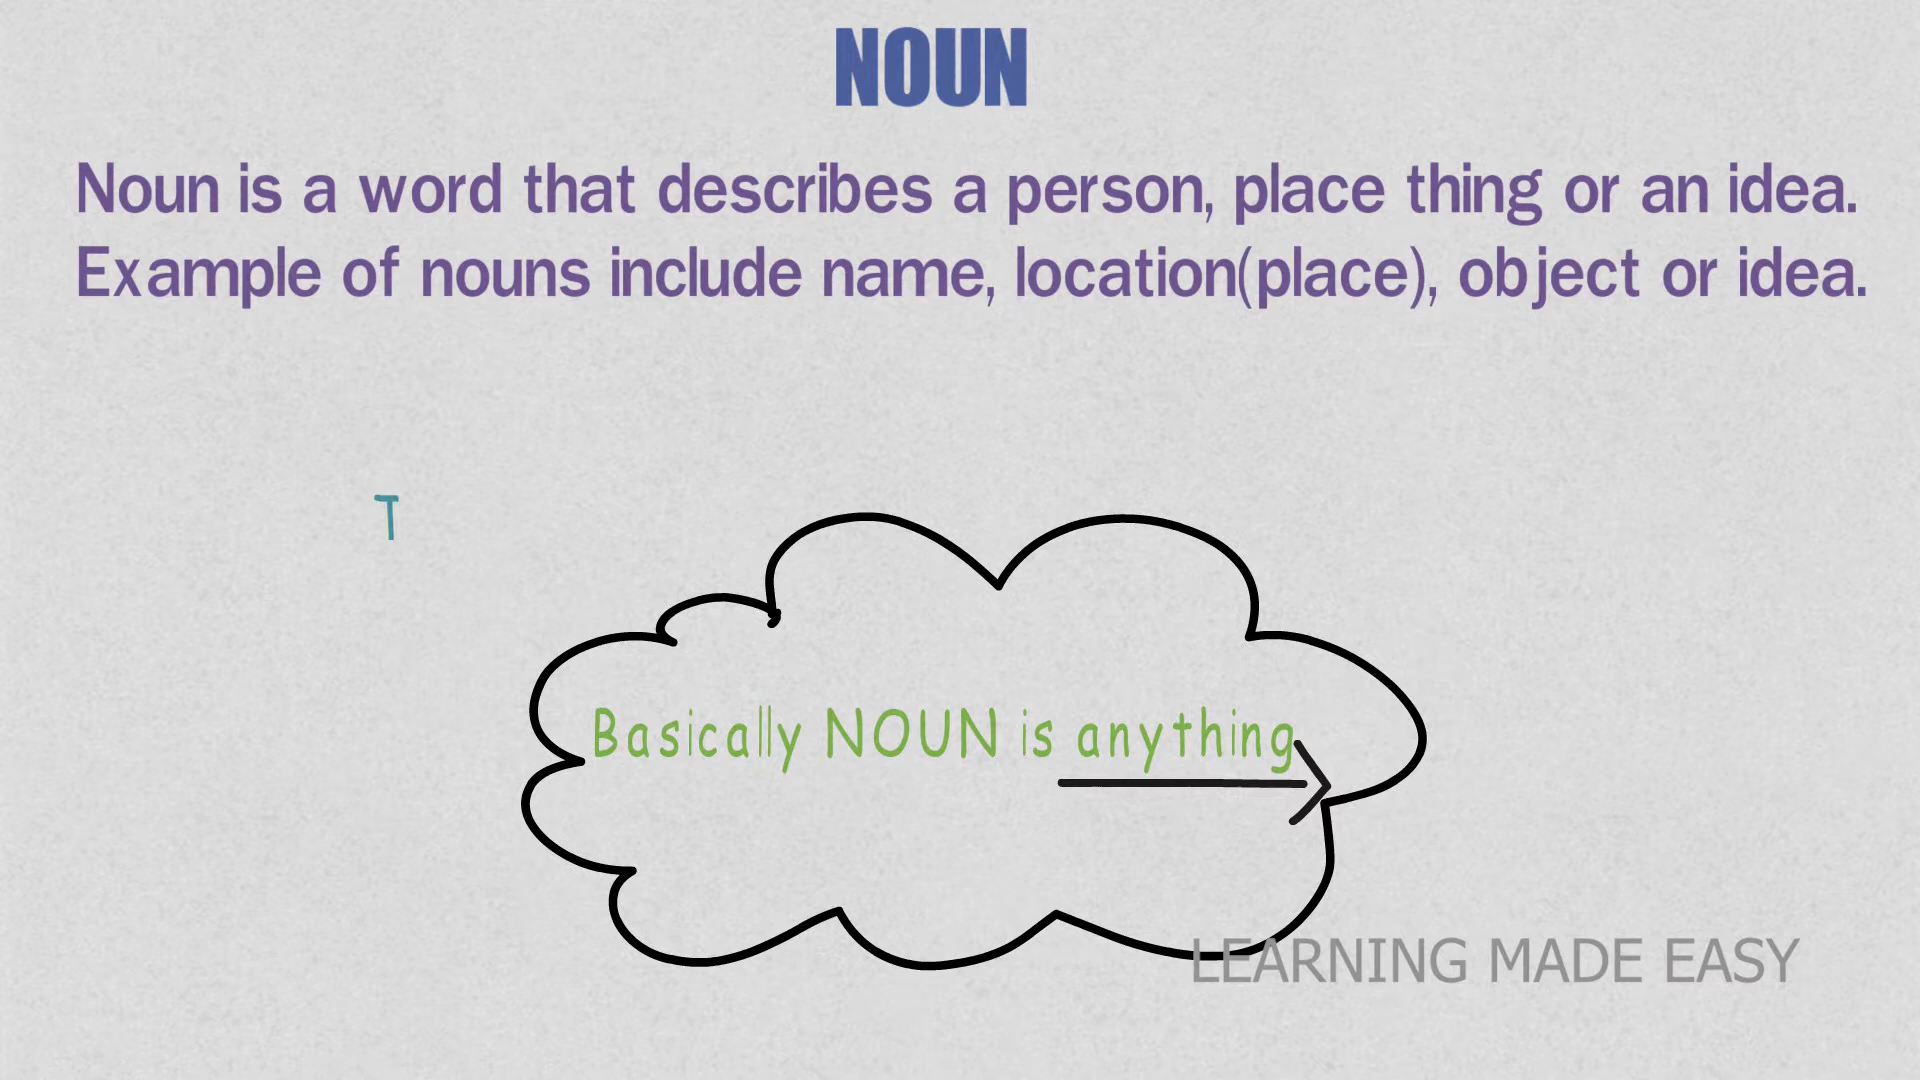 NOUN
Noun is a word that describes a person, place thing or an idea.
Example of nouns include name, location(place), object or idea.
T
Basically NOUN is anything
LEARNING MADE EASY